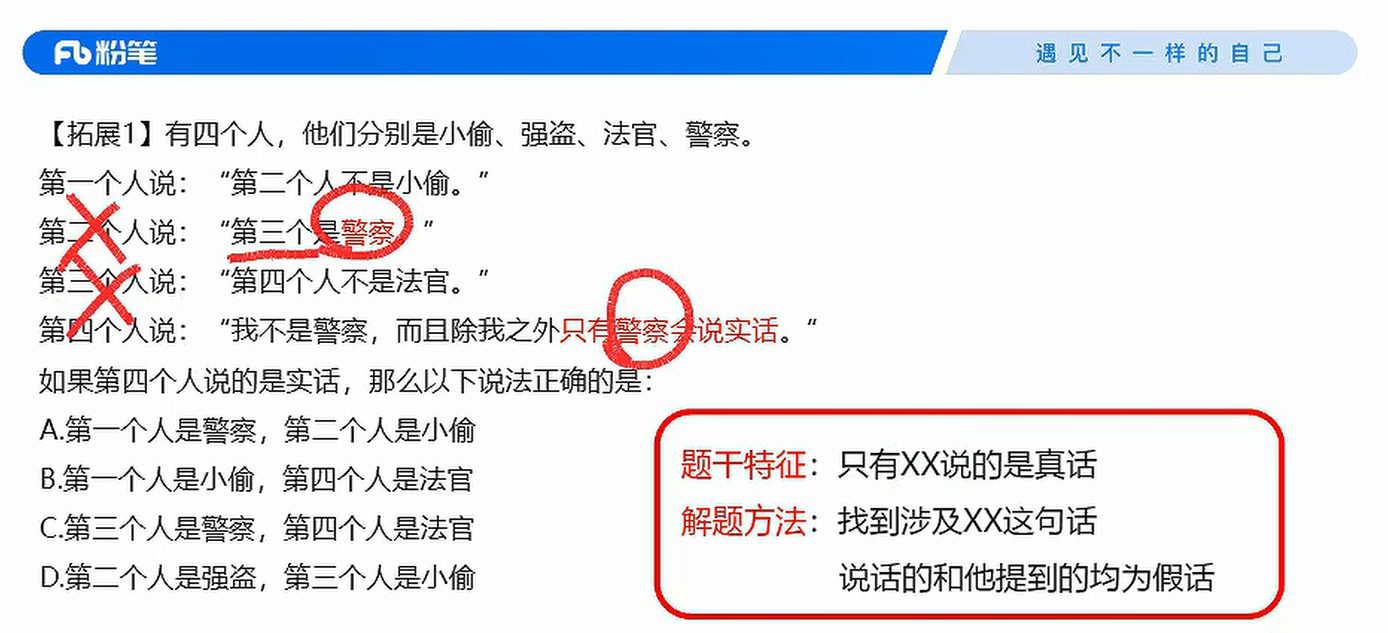 粉笔
遇见不一样的自己
【拓展1】有四个人，他们分别是小偷、强盗、法官、警察。
第一个人说：“第二个人不是小偷。”
第二个人说：“第三个是警察。”
第三个人说：“第四个人不是法官。”
第四个人说：“我不是警察，而且除我之外只有警察会说实话。“
如果第四个人说的是实话，那么以下说法正确的是：
A.第一个人是警察，第二个人是小偷
B.第一个人是小偷，第四个人是法官
C.第三个人是警察，第四个人是法官
D.第二个人是强盗，第三个人是小偷
题干特征：只有XX说的是真话
解题方法：找到涉及XX这句话
说话的和他提到的均为假话